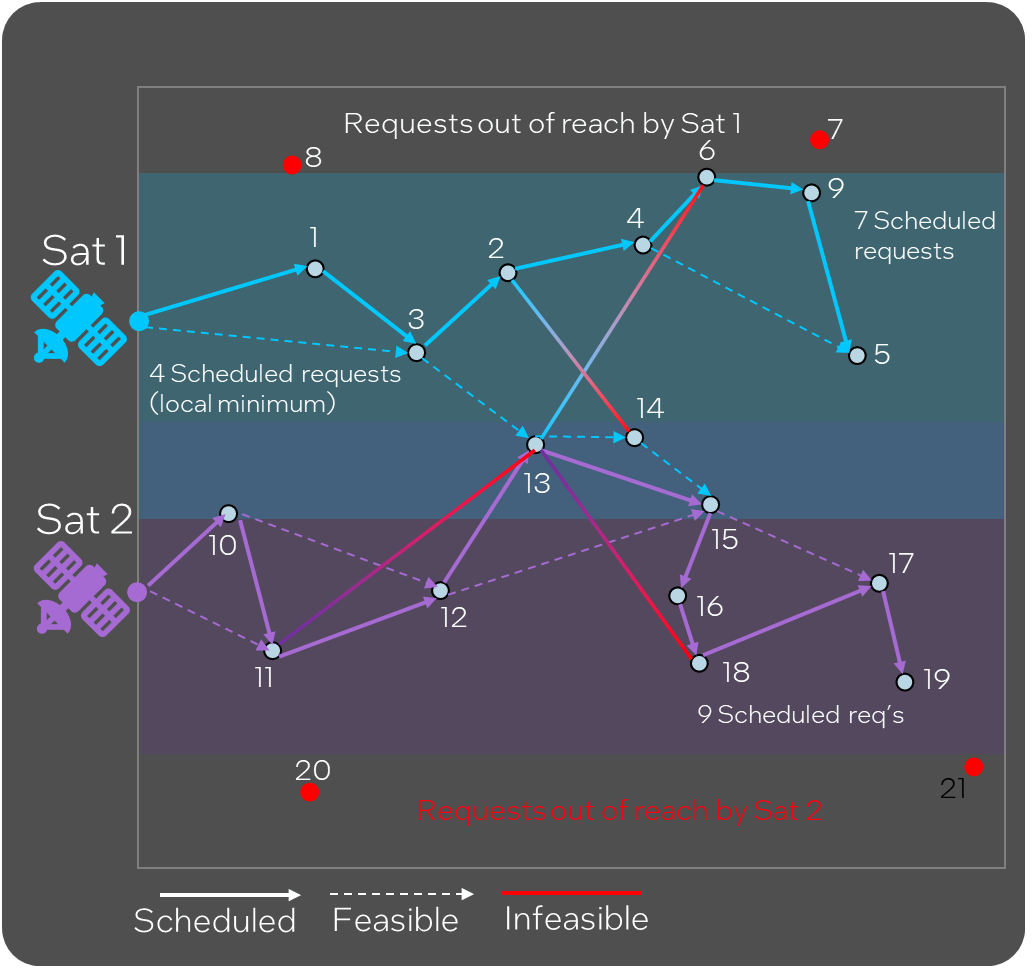 Requests out of reach by Sat 1
7
8
6
9
4
7 Scheduled
requests
1
2
Sat 1
3
5
4 Scheduled requests
(local minimum)
14
13
Sat 2
10
15
17
16
12
11
18
19
9 Scheduled req’s
20
21
Requests out of reach by Sat 2
Scheduled
Feasible
Infeasible